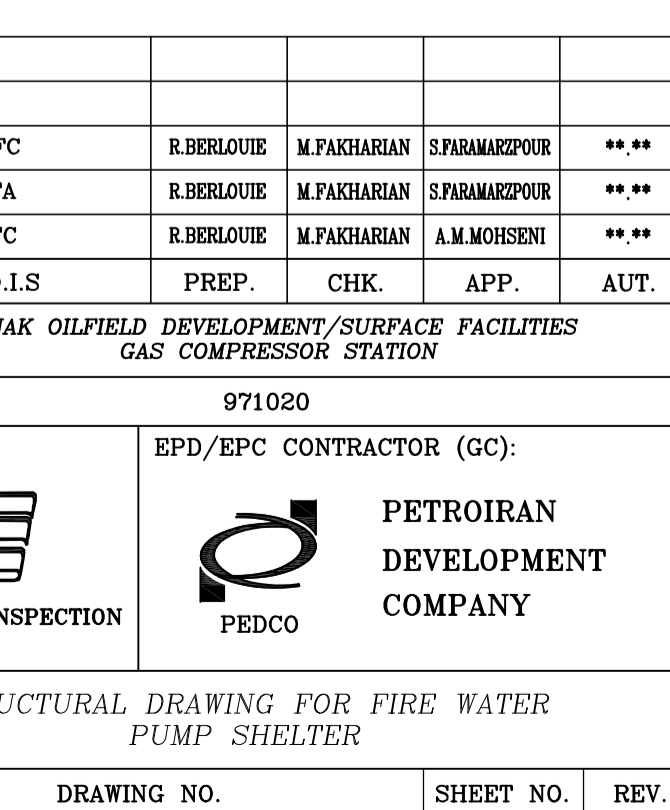 FC R.BERLOUIE M.FAKHARIAN S.FARAMARZPOUR **.**
R.BERLOUIE M.FAKHARIAN S.FARAMARZPOUR **.**
R.BERLOUIE M.FAKHARIAN A.M.MOHSENI **.**
.I.S PREP. CHK. APP. AUT.
OILFIELD DEVELOPMENT/SURFACE FACILITIES
GAS COMPRESSOR STATION
971020
EPD/EPC CONTRACTOR (GC):
PETROIRAN
DEVELOPMENT
COMPANY
NSPECTION
PEDCO
UCTURAL DRAWING FOR FIRE WATER
PUMP SHELTER
DRAWING NO. SHEET NO. REV.